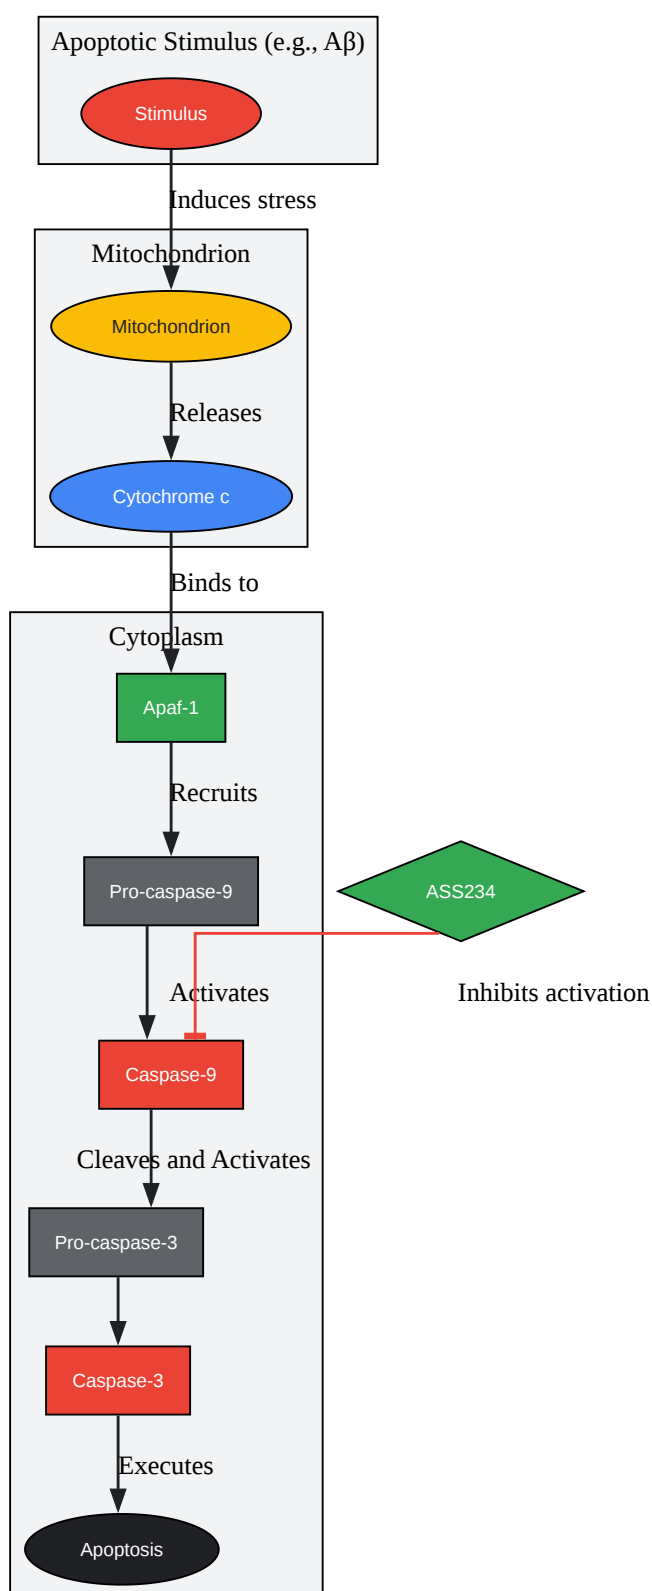 Apoptotic Stimulus (e.g., Aβ)
Stimulus
Induces stress
Mitochondrion
Mitochondrion
Releases
Cytochrome c
Binds to
Cytoplasm
Apaf-1
Recruits
Pro-caspase-9
ASS234
Activates
Inhibits activation
Caspase-9
Cleaves and Activates
Pro-caspase-3
Caspase-3
Executes
Apoptosis